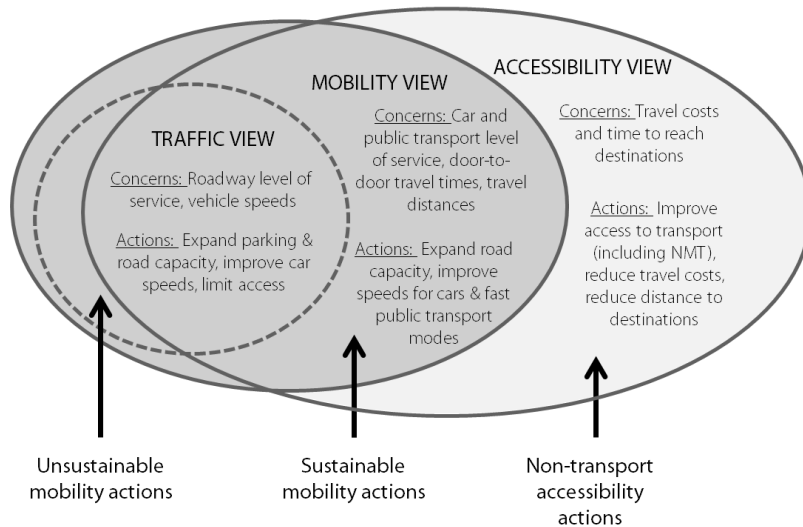 ACCESSIBILITY VIEW
Concerns: Travel costs
and time to reach
destinations
Actions: Improve
access to transport
(including NMT),
reduce travel costs,
reduce distance to
destinations
MOBILITY VIEW
Concerns: Car and
public transport level
of service, door-to-
door travel times, travel
distances
Actions: Expand road
capacity, improve
speeds for cars & fast
public transport
modes
TRAFFIC VIEW
Concerns: Roadway level of
service, vehicle speeds
Actions: Expand parking &
road capacity, improve car
speeds, limit access
Unsustainable
mobility actions
Sustainable
mobility actions
Non-transport
accessibility
actions